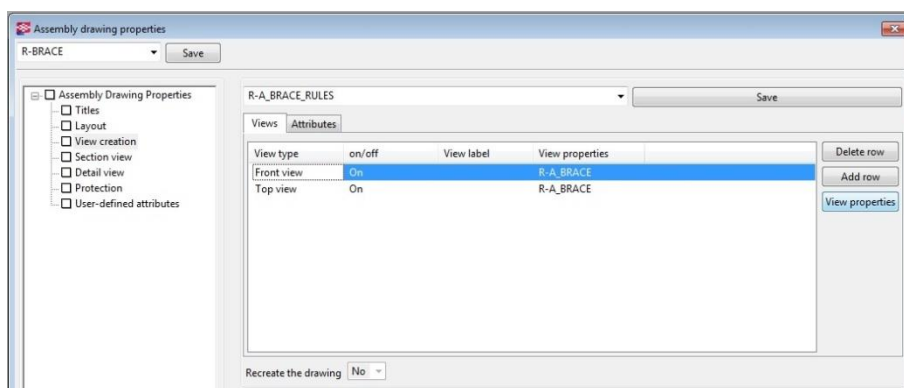 Assembly drawing properties
R-BRACE Save
Assembly Drawing Properties
Titles
Layout
View creation
Section view
Detail view
Protection
User-defined attributes
R-A_BRACE_RULES Save
Views Attributes
View type on/off View label View properties
Front view On R-A_BRACE
Top view On R-A_BRACE
Delete row
Add row
View properties
Recreate the drawing No